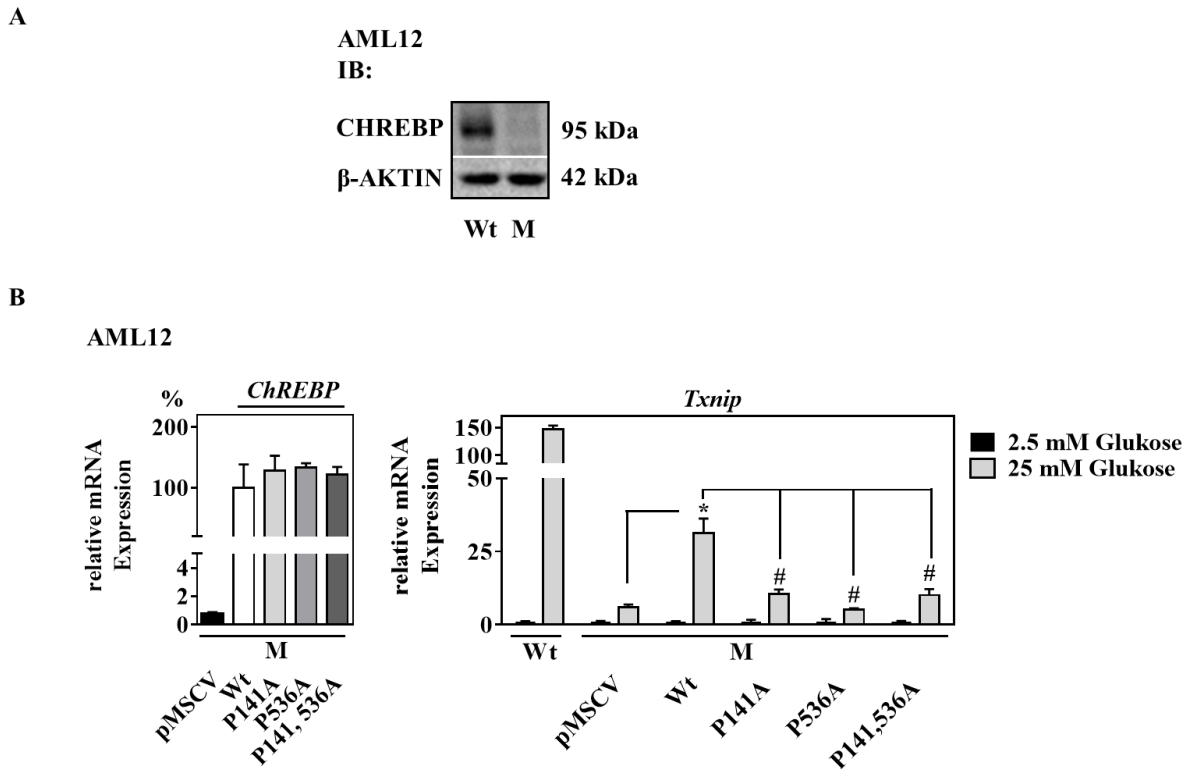 A
AML12
IB:
CHREBP 95 kDa
β-AKTIN 42 kDa
Wt M
B
AML12
% ChREBP
relative mRNA
Expression
200
100
4
2
0
M
pMSCV
Wt
P141A
P536A
P141, 536A
Txnip
relative mRNA
Expression
150
100
50
25
0
*
#
#
#
Wt M
pMSCV
Wt
P141A
P536A
P141,536A
2.5 mM Glukose
25 mM Glukose